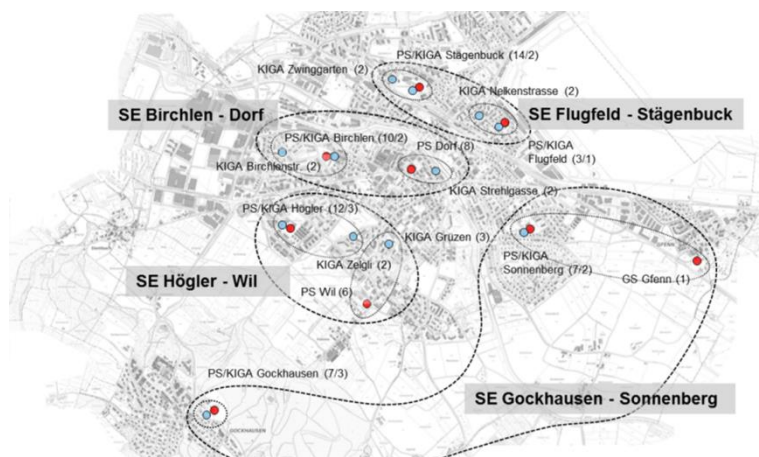 PS/KIGA Stägenbuck (14/2)
KIGA Zwinggarten (2)
KIGA Nelkenstrasse (2)
SE Birchlen - Dorf
SE Flugfeld - Stägenbuck
PS/KIGA Birchlen (10/2)
PS Dorf (8)
PS/KIGA
Flugfeld (3/1)
KIGA Birchlenstr. (2)
KIGA Strehlgasse (2)
PS/KIGA Högler (12/3)
KIGA Grüzen (3)
KIGA Zelgli (2)
PS/KIGA
Sonnenberg (7/2)
SE Högler - Wil
GS Gfenn (1)
PS Wil (6)
PS/KIGA Gockhausen (7/3)
SE Gockhausen - Sonnenberg
GOCKHAUSEN